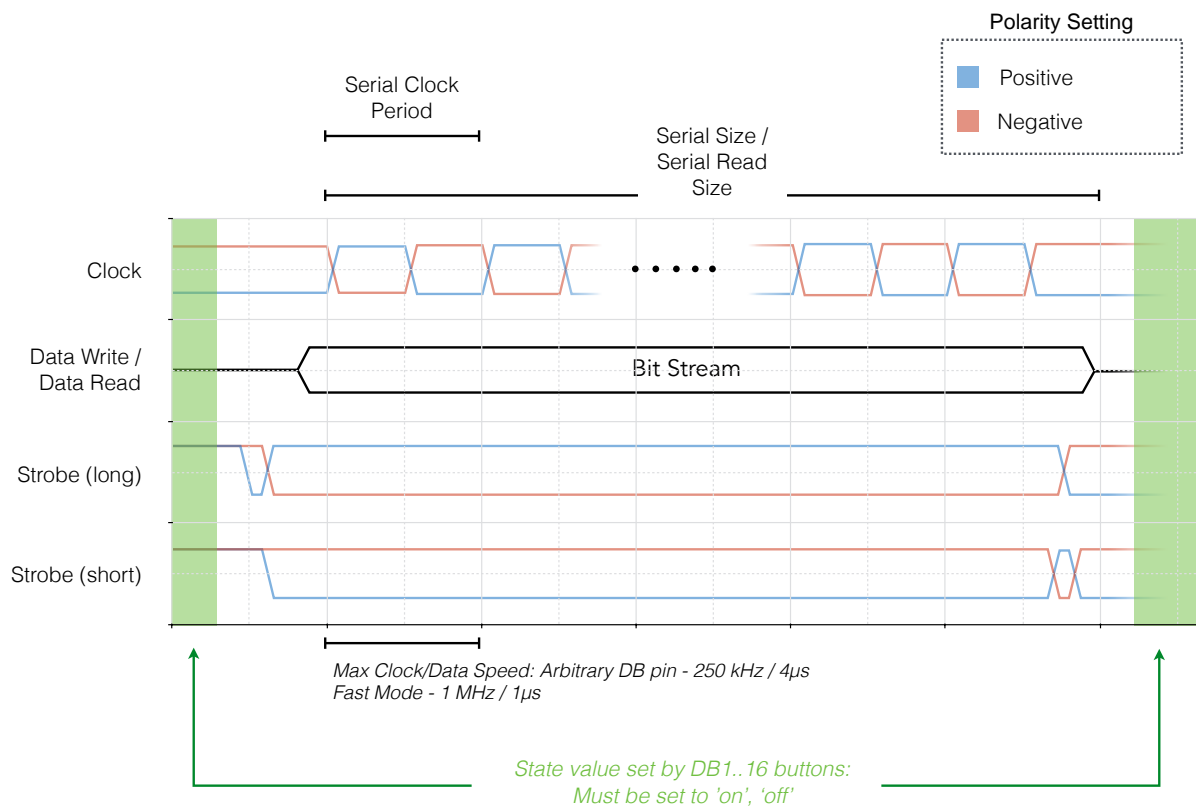 Polarity Setting
Positive
Negative
Serial Clock
Period
Serial Size /
Serial Read
Size
Clock
Data Write /
Data Read
Bit Stream
Strobe (long)
Strobe (short)
Max Clock/Data Speed: Arbitrary DB pin - 250 kHz / 4µs
Fast Mode - 1 MHz / 1µs
State value set by DB1..16 buttons:
Must be set to 'on', ‘off’